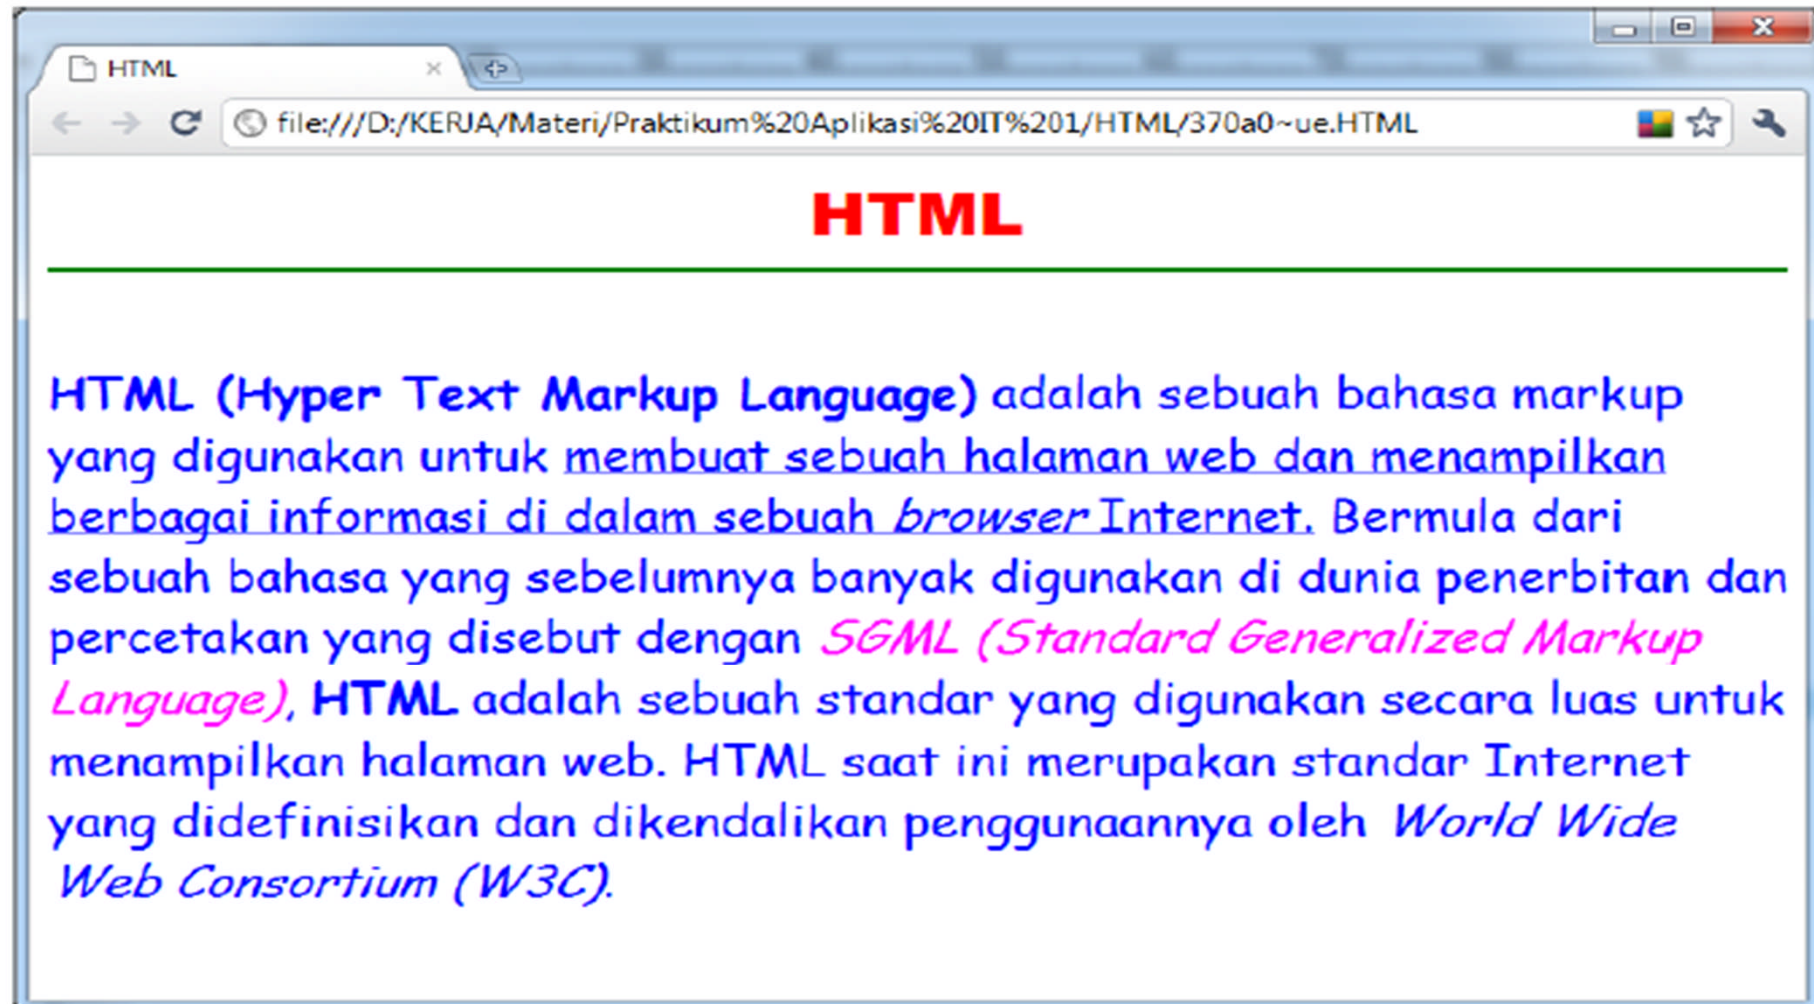 HTML
file:///D:/KERJA/Materi/Praktikum%20Aplikasi%20IT%201/HTML/370a0~ue.HTML
HTML
HTML (Hyper Text Markup Language) adalah sebuah bahasa markup
yang digunakan untuk membuat sebuah halaman web dan menampilkan
berbagai informasi di dalam sebuah browser Internet. Bermula dari
sebuah bahasa yang sebelumnya banyak digunakan di dunia penerbitan dan
percetakan yang disebut dengan SGML (Standard Generalized Markup
Language), HTML adalah sebuah standar yang digunakan secara luas untuk
menampilkan halaman web. HTML saat ini merupakan standar Internet
yang didefinisikan dan dikendalikan penggunaannya oleh World Wide
Web Consortium (W3C).